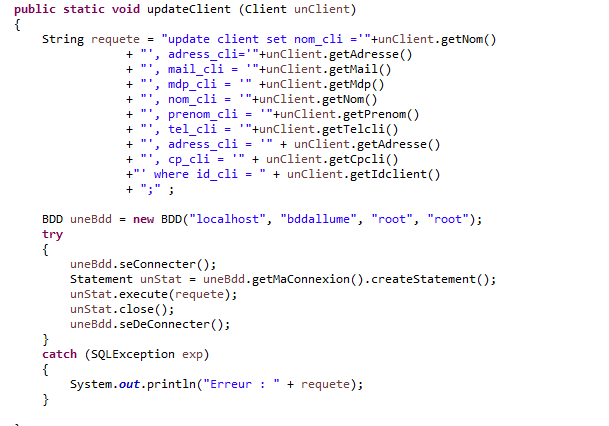 public static void updateClient (Client unClient)
{
String requete = "update client set nom_cli ='"+unClient.getNom()
+ "', adress_cli='"+unClient.getAdresse()
+ "', mail_cli = '"+unClient.getMail()
+ "', mdp_cli = '" +unClient.getMdp()
+ "', nom_cli = '"+unClient.getNom()
+ "', prenom_cli = '"+unClient.getPrenom()
+ "', tel_cli = '"+unClient.getTelcli()
+ "', adress_cli = '" + unClient.getAdresse()
+ "', cp_cli = '" + unClient.getCpcli()
+"' where id_cli = " + unClient.getIdclient()
+ ";" ;
BDD uneBdd = new BDD("localhost", "bddallume", "root", "root");
try
{
uneBdd.seConnecter();
Statement unStat = uneBdd.getMaConnexion().createStatement();
unStat.execute(requete);
unStat.close();
uneBdd.seDeConnecter();
}
catch (SQLException exp)
{
System.out.println("Erreur : " + requete);
}